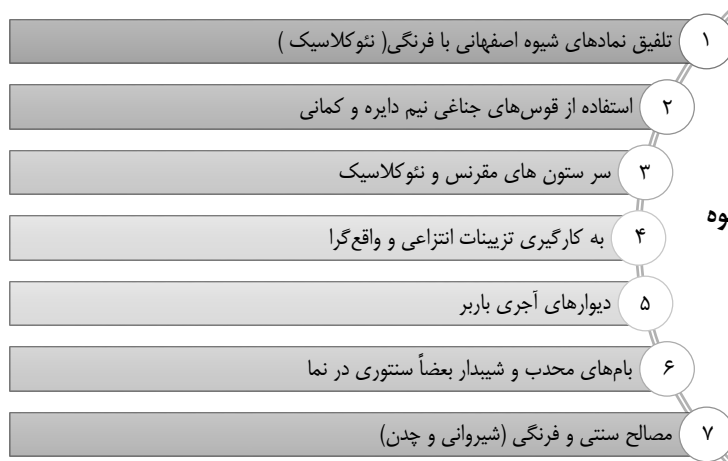 ۱ تلفیق نمادهای شیوه اصفهانی با فرنگی( نئوکلاسیک )
۲ استفاده از قوس‌های جناغی نیم دایره و کمانی
۳ سر ستون های مقرنس و نئوکلاسیک
۴ به کارگیری تزیینات انتزاعی و واقع‌گرا
۵ دیوارهای آجری باربر
۶ بام‌های محدب و شیبدار بعضاً سنتوری در نما
۷ مصالح سنتی و فرنگی (شیروانی و چدن)